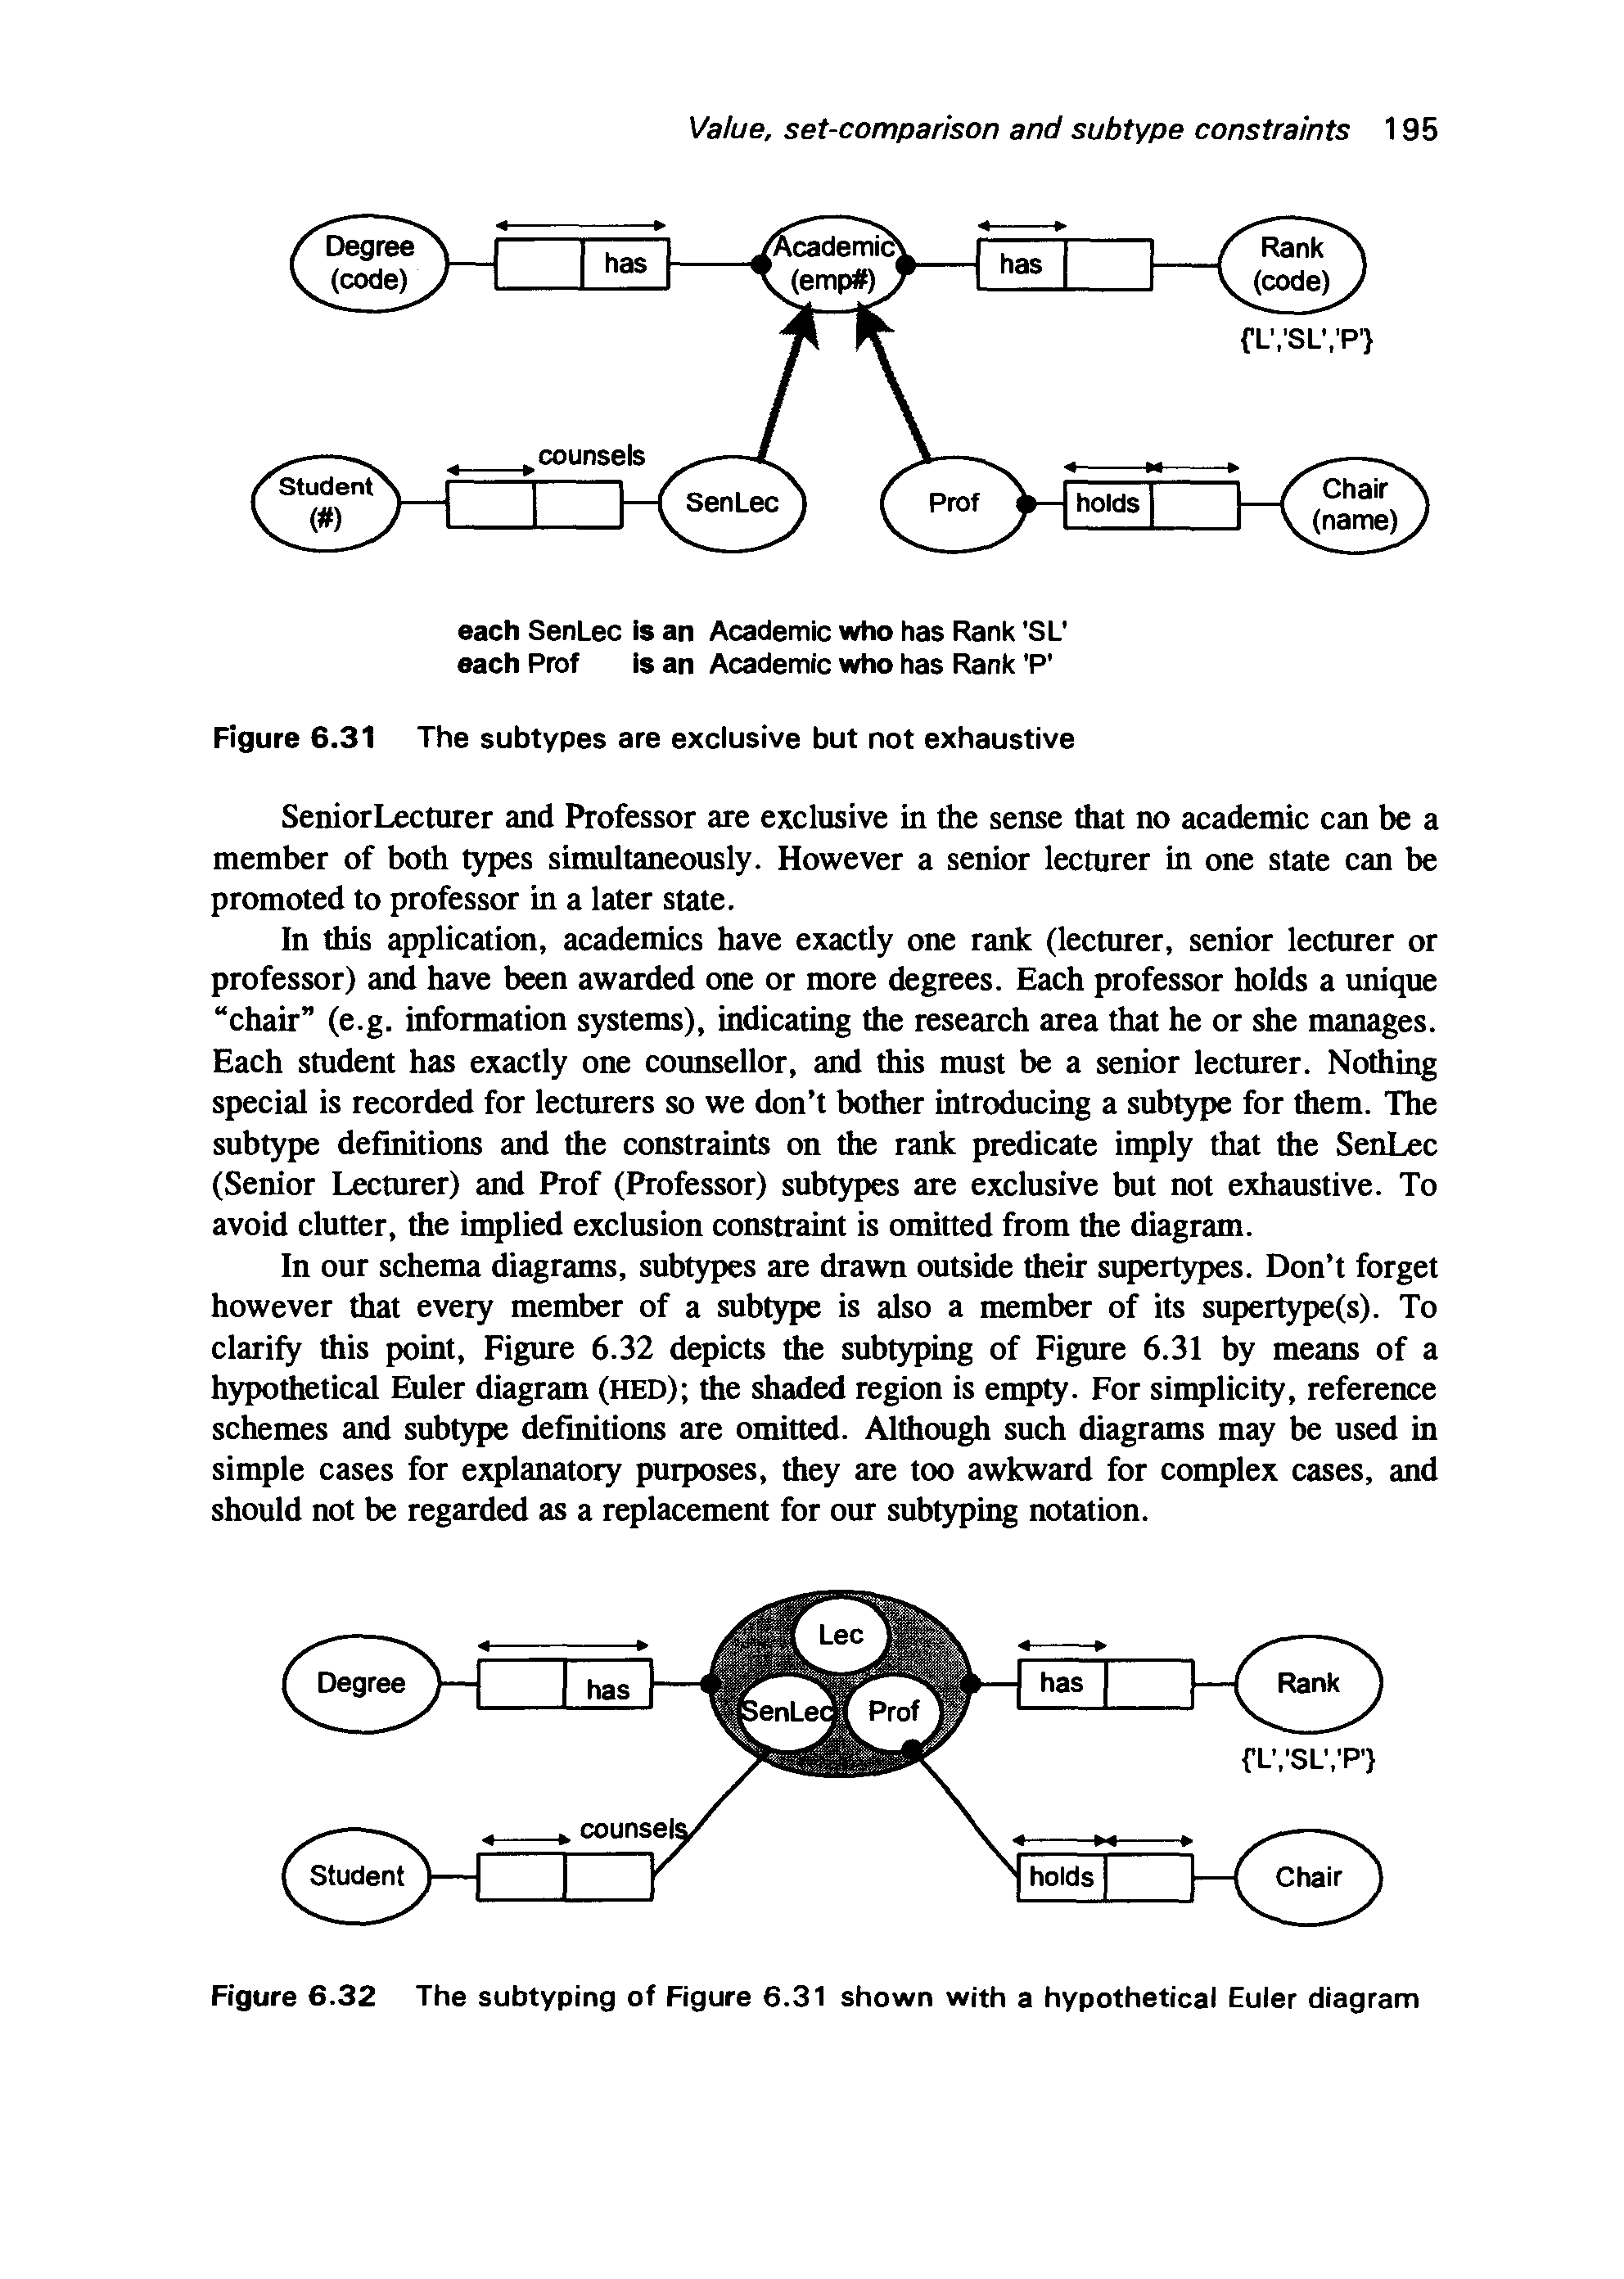 Value, set-comparison and subtype constraints 195
Degree
(code)
has
Academic
(emp#)
has
Rank
(code)
{'L','SL','P'}
Student
(#)
counsels
SenLec
Prof
holds
Chair
(name)
each SenLec is an Academic who has Rank 'SL'
each Prof is an Academic who has Rank 'P'
Figure 6.31 The subtypes are exclusive but not exhaustive
SeniorLecturer and Professor are exclusive in the sense that no academic can be a
member of both types simultaneously. However a senior lecturer in one state can be
promoted to professor in a later state.
In this application, academics have exactly one rank (lecturer, senior lecturer or
professor) and have been awarded one or more degrees. Each professor holds a unique
“chair” (e.g. information systems), indicating the research area that he or she manages.
Each student has exactly one counsellor, and this must be a senior lecturer. Nothing
special is recorded for lecturers so we don’t bother introducing a subtype for them. The
subtype definitions and the constraints on the rank predicate imply that the SenLec
(Senior Lecturer) and Prof (Professor) subtypes are exclusive but not exhaustive. To
avoid clutter, the implied exclusion constraint is omitted from the diagram.
In our schema diagrams, subtypes are drawn outside their supertypes. Don’t forget
however that every member of a subtype is also a member of its supertype(s). To
clarify this point, Figure 6.32 depicts the subtyping of Figure 6.31 by means of a
hypothetical Euler diagram (HED); the shaded region is empty. For simplicity, reference
schemes and subtype definitions are omitted. Although such diagrams may be used in
simple cases for explanatory purposes, they are too awkward for complex cases, and
should not be regarded as a replacement for our subtyping notation.
Lec
Degree
has
SenLec
Prof
has
Rank
{'L','SL','P'}
counsels
Student
holds
Chair
Figure 6.32 The subtyping of Figure 6.31 shown with a hypothetical Euler diagram